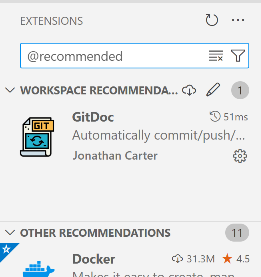 EXTENSIONS
@recommended
WORKSPACE RECOMMENDA... 1
GIT
GitDoc 51ms
Automatically commit/push/...
Jonathan Carter
OTHER RECOMMENDATIONS 11
Docker 31.3M 4.5
Makes it easy to create, man